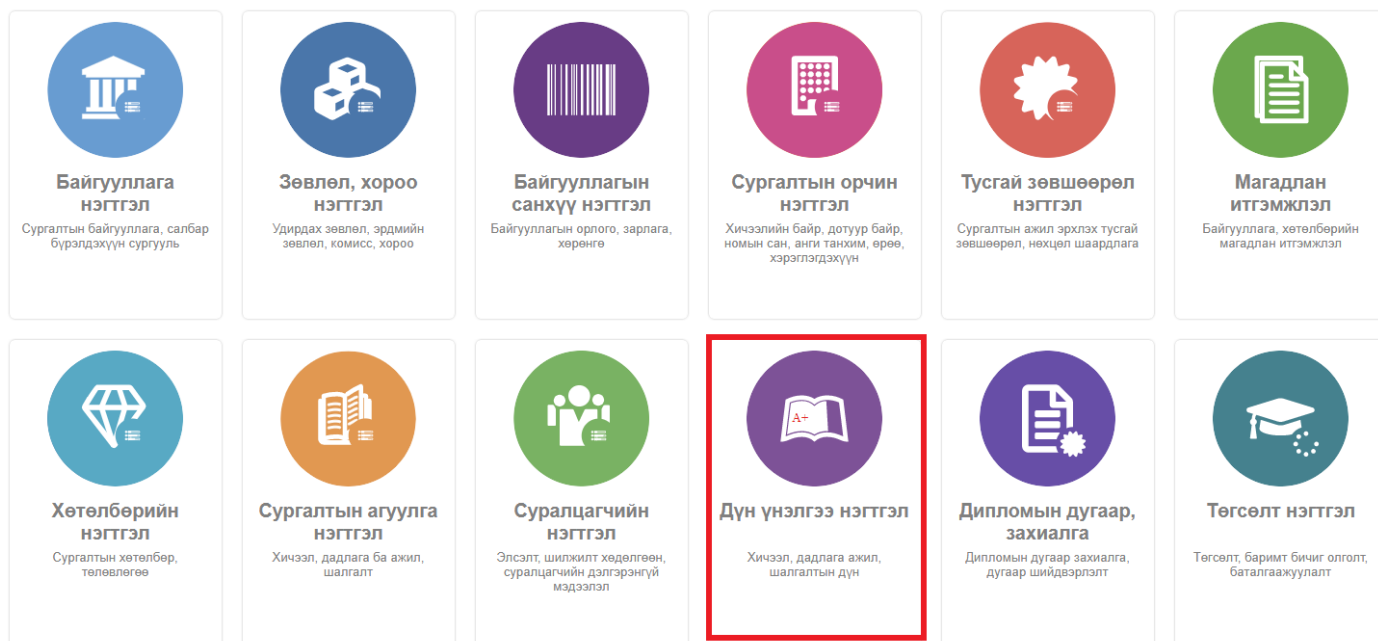 Байгууллага
нэгтгэл
Сургалтын байгууллага, салбар
бүрэлдэхүүн сургууль
Зөвлөл, хороо
нэгтгэл
Удирдах зөвлөл, эрдмийн
зөвлөл, комисс, хороо
Байгууллагын
санхүү нэгтгэл
Байгууллагын орлого, зарлага,
хөрөнгө
Сургалтын орчин
нэгтгэл
Хичээлийн байр, дотуур байр,
номын сан, анги танхим, өрөө,
хэрэглэгдэхүүн
Тусгай зөвшөөрөл
нэгтгэл
Сургалтын ажил эрхлэх тусгай
зөвшөөрөл, нөхцөл шаардлага
Магадлан
итгэмжлэл
Байгууллага, хөтөлбөрийн
магадлан итгэмжлэл
Хөтөлбөрийн
нэгтгэл
Сургалтын хөтөлбөр,
төлөвлөгөө
Сургалтын агуулга
нэгтгэл
Хичээл, дадлага ба ажил,
шалгалт
Суралцагчийн
нэгтгэл
Элсэлт, шилжилт хөдөлгөөн,
суралцагчийн дэлгэрэнгүй
мэдээлэл
A+
Дүн үнэлгээ нэгтгэл
Хичээл, дадлага ажил,
шалгалтын дүн
Дипломын дугаар,
захиалга
Дипломын дугаар захиалга,
дугаар шийдвэрлэлт
Төгсөлт нэгтгэл
Төгсөлт, баримт бичиг олголт,
баталгаажуулалт